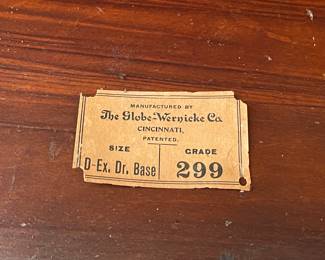 MANUFACTURED BY
The Globe-Wernicke Co.
CINCINNATI,
PATENTED.
SIZE GRADE
D-Ex. Dr. Base 299